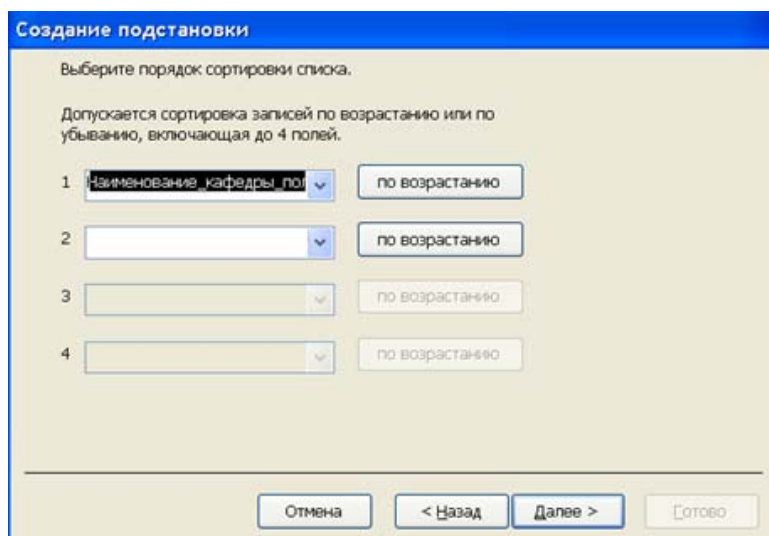 Создание подстановки
Выберите порядок сортировки списка.
Допускается сортировка записей по возрастанию или по
убыванию, включающая до 4 полей.
1 Наименование_кафедры_пол по возрастанию
2 по возрастанию
3 по возрастанию
4 по возрастанию
Отмена < Назад Далее > Готово